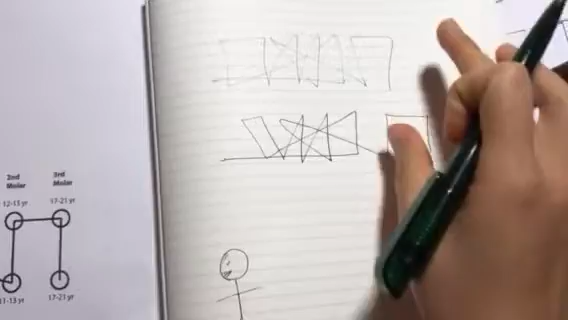 2nd 3rd
Molar Molar
12-13 yr 17-21 yr
11-13 yr 17-21 yr